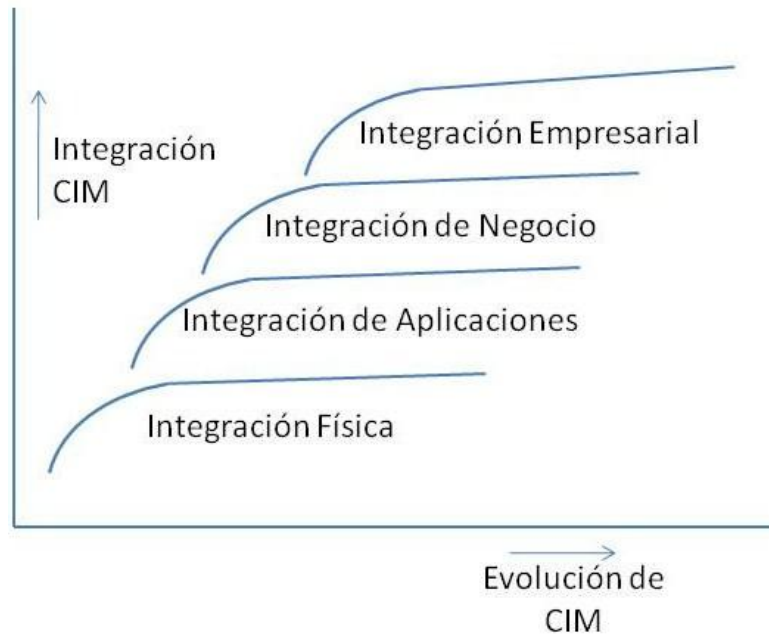 Integración Empresarial
Integración
CIM
Integración de Negocio
Integración de Aplicaciones
Integración Física
Evolución de
CIM